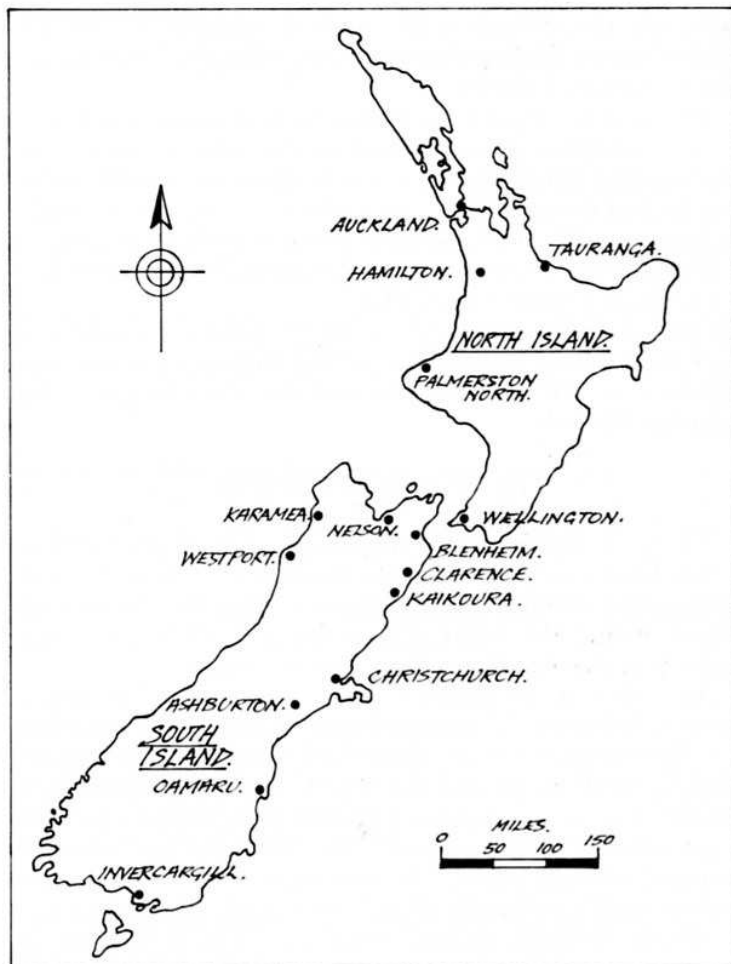 AUCKLAND.
TAURANGA.
HAMILTON.
NORTH ISLAND.
PALMERSTON
NORTH.
KARAMEA.
NELSON.
WELLINGTON.
WESTPORT.
BLENHEIM.
CLARENCE.
KAIKOURA.
CHRISTCHURCH.
ASHBURTON.
SOUTH
ISLAND.
OAMARU.
MILES.
0 50 100 150
INVERCARGILL.